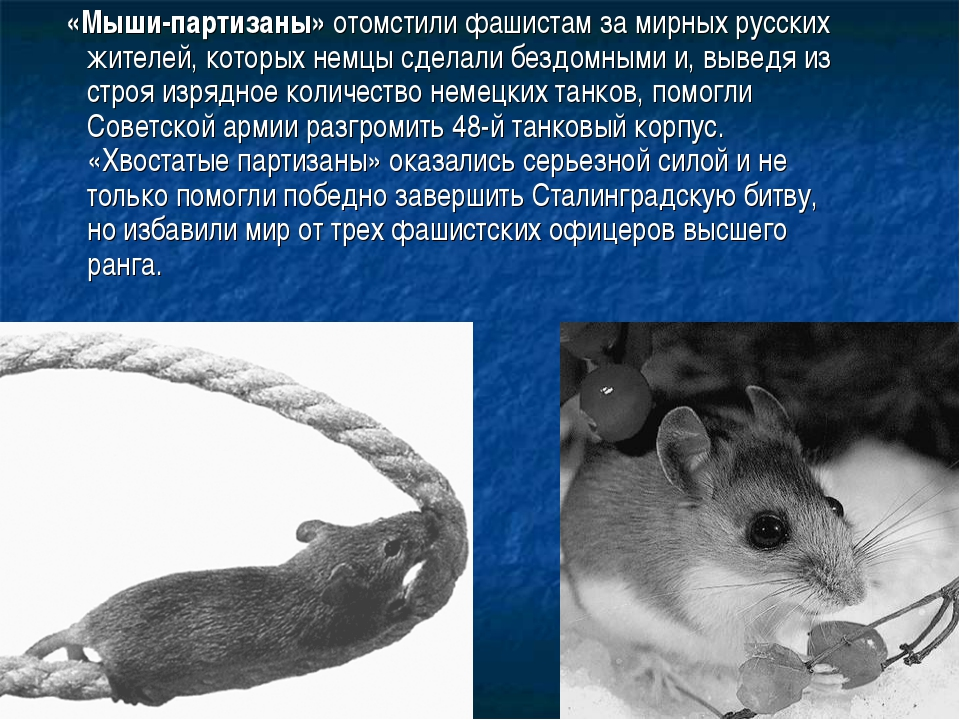 «Мыши-партизаны» отомстили фашистам за мирных русских
жителей, которых немцы сделали бездомными и, выведя из
строя изрядное количество немецких танков, помогли
Советской армии разгромить 48-й танковый корпус.
«Хвостатые партизаны» оказались серьезной силой и не
только помогли победно завершить Сталинградскую битву,
но избавили мир от трех фашистских офицеров высшего
ранга.